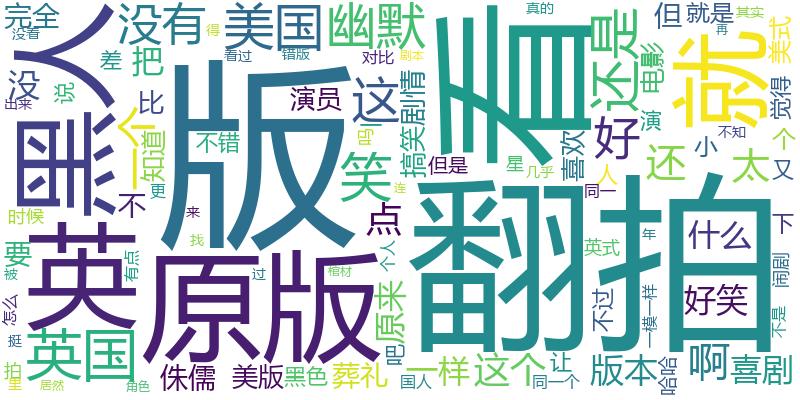 完全
没有
美国
幽默
看
还是
但
就是
其实
真的
再
美式
没看
得
看过
错版
对比
剧本
电影
觉得
就
黑人
没
出来
说
差
把
比
一个
知道
不
不错
版
演员
这
笑
搞笑
剧情
吗
但是
星
几乎
喜欢
好
演
小
还
人
太
个
又
不知
同一
点
连
更
来
找
时候
要
被
有点
英
原版
过
棺材
个人
原来
翻拍
英式
年
什么
下
好笑
闹剧
不过
一模一样
不是
怎么
挺
拍
里
英国
居然
角色
侏儒
美版
黑色
葬礼
吧
国人
一样
这个
同一个
让
版本
哈哈
啊
喜剧